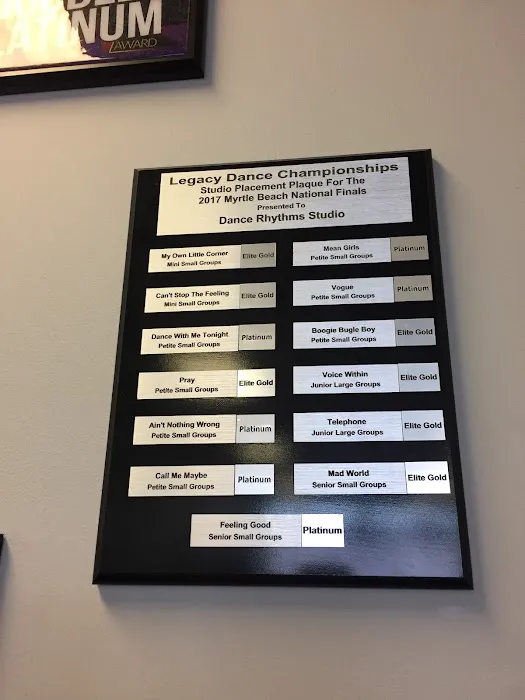 ATINUM
AWARD
Legacy Dance Championships
Studio Placement Plaque For The
2017 Myrtle Beach National Finals
Presented To
Dance Rhythms Studio
My Own Little Corner
Mini Small Groups
Elite Gold
Can't Stop The Feeling
Mini Small Groups
Elite Gold
Dance With Me Tonight
Petite Small Groups
Platinum
Pray
Petite Small Groups
Elite Gold
Ain't Nothing Wrong
Petite Small Groups
Platinum
Call Me Maybe
Petite Small Groups
Platinum
Mean Girls
Petite Small Groups
Platinum
Vogue
Petite Small Groups
Platinum
Boogie Bugle Boy
Petite Small Groups
Elite Gold
Voice Within
Junior Large Groups
Elite Gold
Telephone
Junior Large Groups
Elite Gold
Mad World
Senior Small Groups
Elite Gold
Feeling Good
Senior Small Groups
Platinum